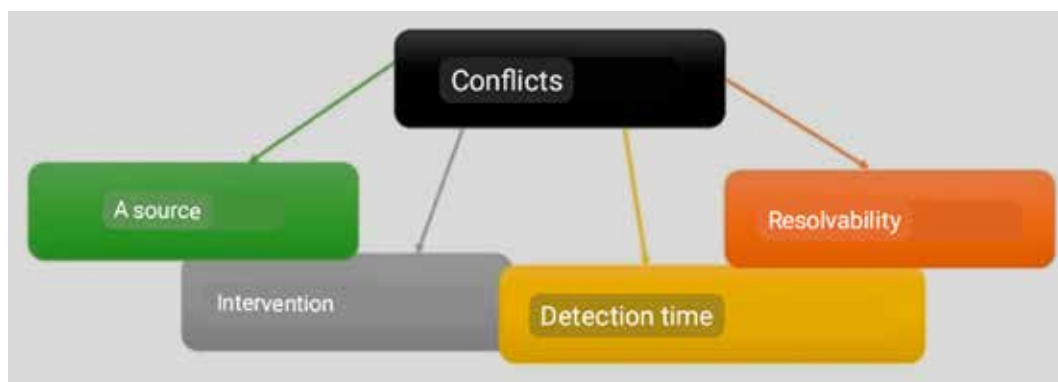 Conflicts
A source
Resolvability
Intervention
Detection time